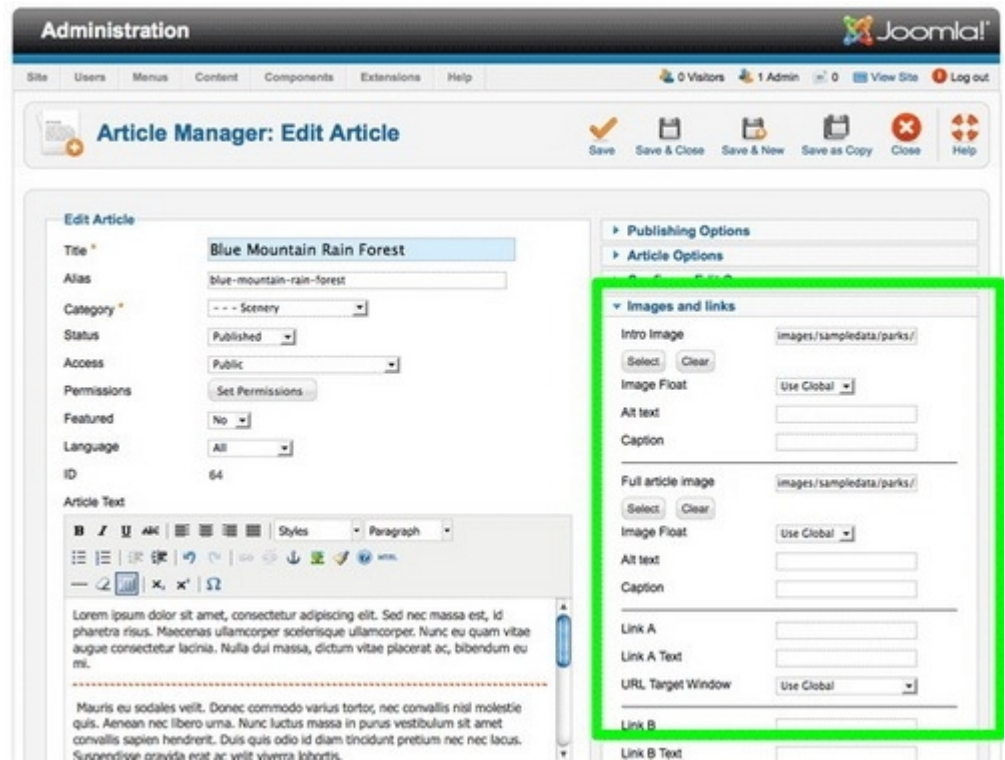 Administration
Joomla!
Site Users Menus Content Components Extensions Help
0 Visitors 1 Admin 0 View Site Log out
Article Manager: Edit Article
Save Save & Close Save & New Save as Copy Close Help
Edit Article
Title * Blue Mountain Rain Forest
Alias blue-mountain-rain-forest
Category * - - - Scenery
Status Published
Access Public
Permissions Set Permissions
Featured No
Language All
ID 64
Article Text
B I U ABC Styles Paragraph
HTML
Lorem ipsum dolor sit amet, consectetur adipiscing elit. Sed nec massa est, id
pharetra risus. Maecenas ullamcorper scelerisque ullamcorper. Nunc eu quam vitae
augue consectetur lacinia. Nulla dui massa, dictum vitae placerat ac, bibendum eu
mi.
Mauris eu sodales velit. Donec commodo varius tortor, nec convallis nisl molestie
quis. Aenean nec libero urna. Nunc luctus massa in purus vestibulum sit amet
convallis sapien hendrerit. Duis quis odio id diam tincidunt pretium nec nec lacus.
Suspendisse gravida erat ac velit viverra lobortis.
Publishing Options
Article Options
Images and links
Intro Image images/sampledata/parks/
Select Clear
Image Float Use Global
Alt text
Caption
Full article image images/sampledata/parks/
Select Clear
Image Float Use Global
Alt text
Caption
Link A
Link A Text
URL Target Window Use Global
Link B
Link B Text